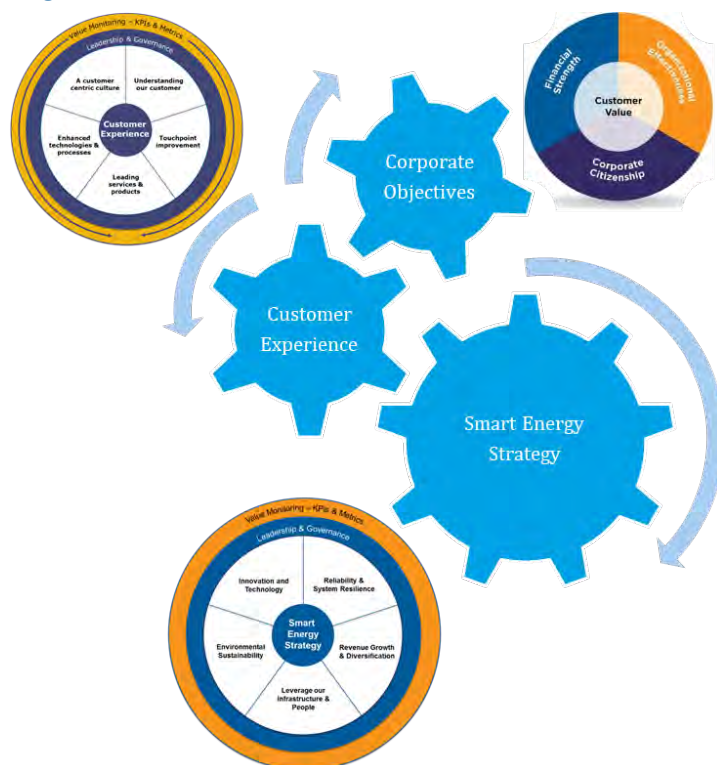 Value Monitoring – KPIs & Metrics
Leadership & Governance
A customer
centric culture
Understanding
our customer
Customer
Experience
Enhanced
technologies &
processes
Touchpoint
improvement
Leading
services &
products
Financial
Strength
Organizational
Effectiveness
Customer
Value
Corporate
Citizenship
Corporate
Objectives
Customer
Experience
Smart Energy
Strategy
Value Monitoring – KPIs & Metrics
Leadership & Governance
Innovation and
Technology
Reliability &
System Resilience
Smart
Energy
Strategy
Environmental
Sustainability
Revenue Growth
& Diversification
Leverage our
infrastructure &
People